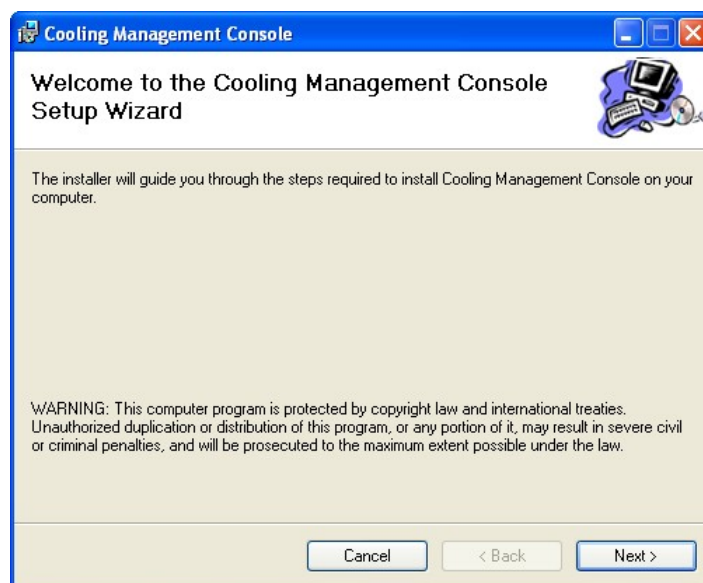 Cooling Management Console
Welcome to the Cooling Management Console
Setup Wizard
The installer will guide you through the steps required to install Cooling Management Console on your
computer.
WARNING: This computer program is protected by copyright law and international treaties.
Unauthorized duplication or distribution of this program, or any portion of it, may result in severe civil
or criminal penalties, and will be prosecuted to the maximum extent possible under the law.
Cancel
< Back
Next >